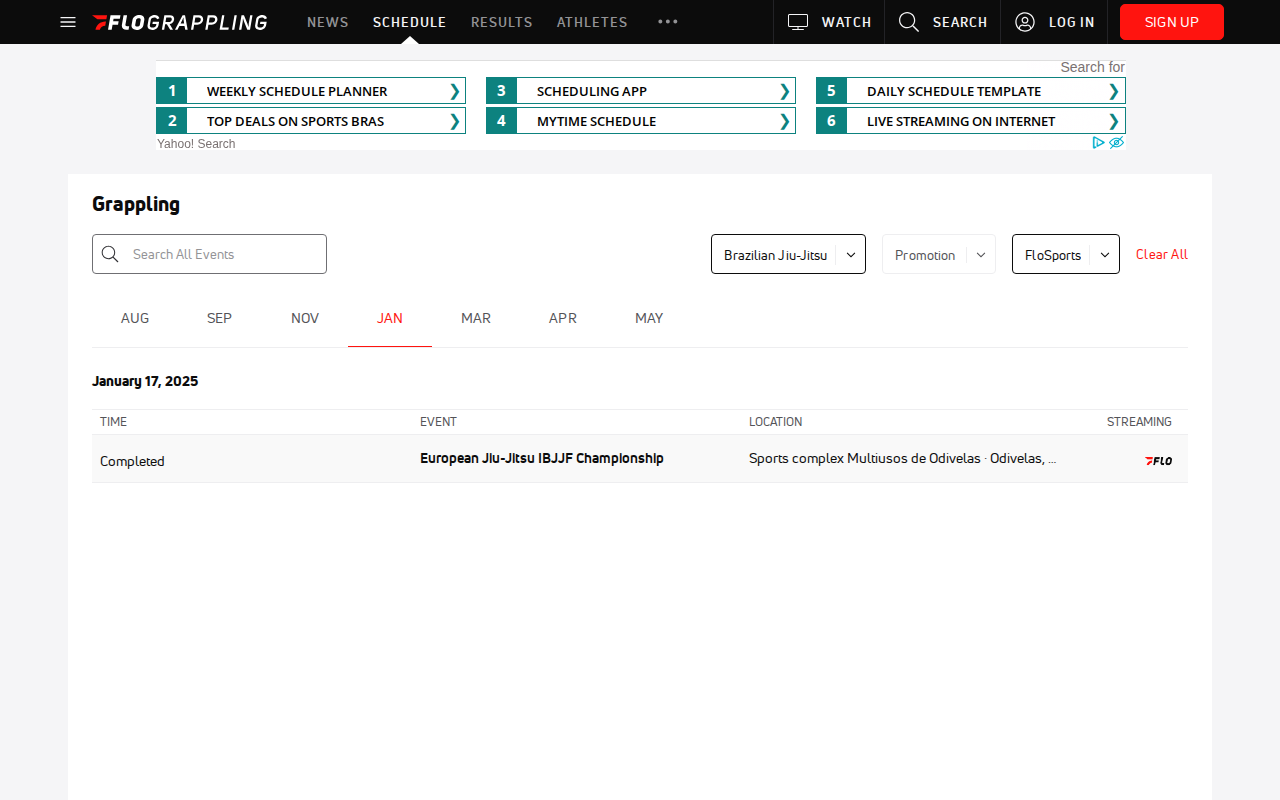 FLOGRAPPLING NEWS SCHEDULE RESULTS ATHLETES WATCH SEARCH LOG IN SIGN UP
Search for
1 WEEKLY SCHEDULE PLANNER 3 SCHEDULING APP 5 DAILY SCHEDULE TEMPLATE
2 TOP DEALS ON SPORTS BRAS 4 MYTIME SCHEDULE 6 LIVE STREAMING ON INTERNET
Yahoo! Search
Grappling
Search All Events Brazilian Jiu-Jitsu Promotion FloSports Clear All
AUG SEP NOV JAN MAR APR MAY
January 17, 2025
TIME EVENT LOCATION STREAMING
Completed European Jiu-Jitsu IBJJF Championship Sports complex Multiusos de Odivelas · Odivelas, ... FLO